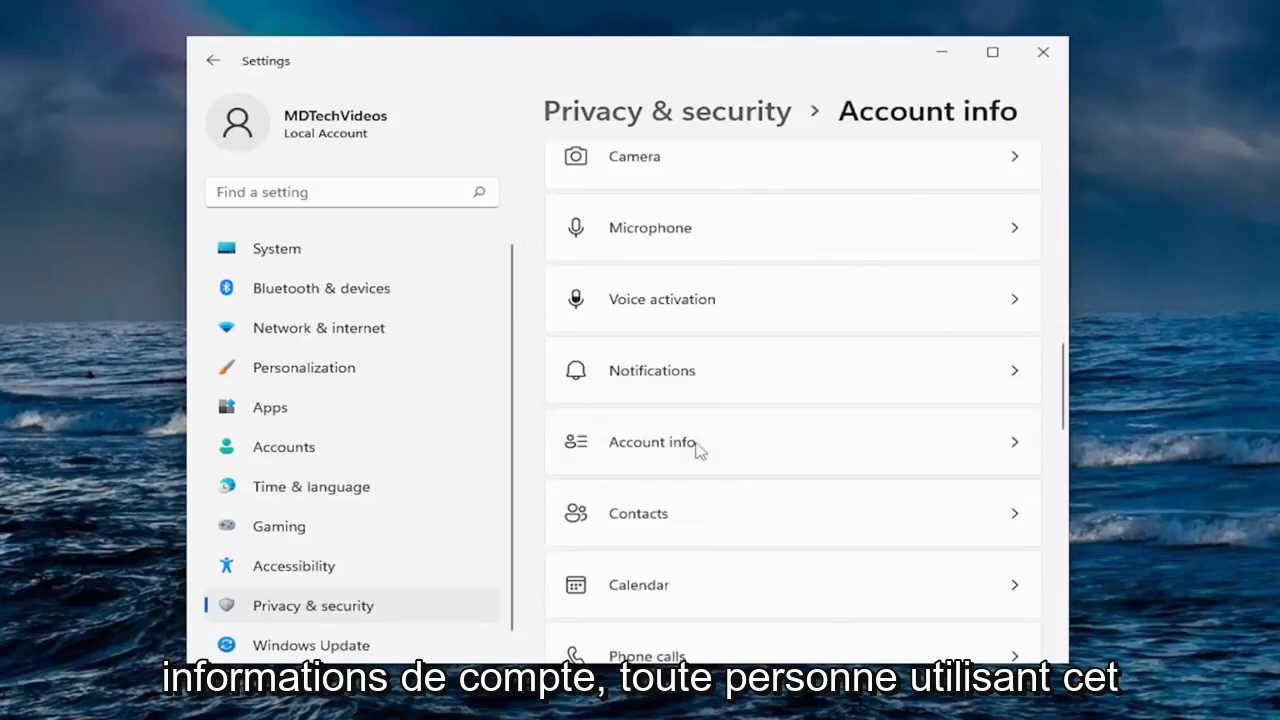 Settings
MDTechVideos
Local Account
Find a setting
System
Bluetooth & devices
Network & internet
Personalization
Apps
Accounts
Time & language
Gaming
Accessibility
Privacy & security
Windows Update
Privacy & security › Account info
Camera
Microphone
Voice activation
Notifications
Account info
Contacts
Calendar
Phone calls
informations de compte, toute personne utilisant cet